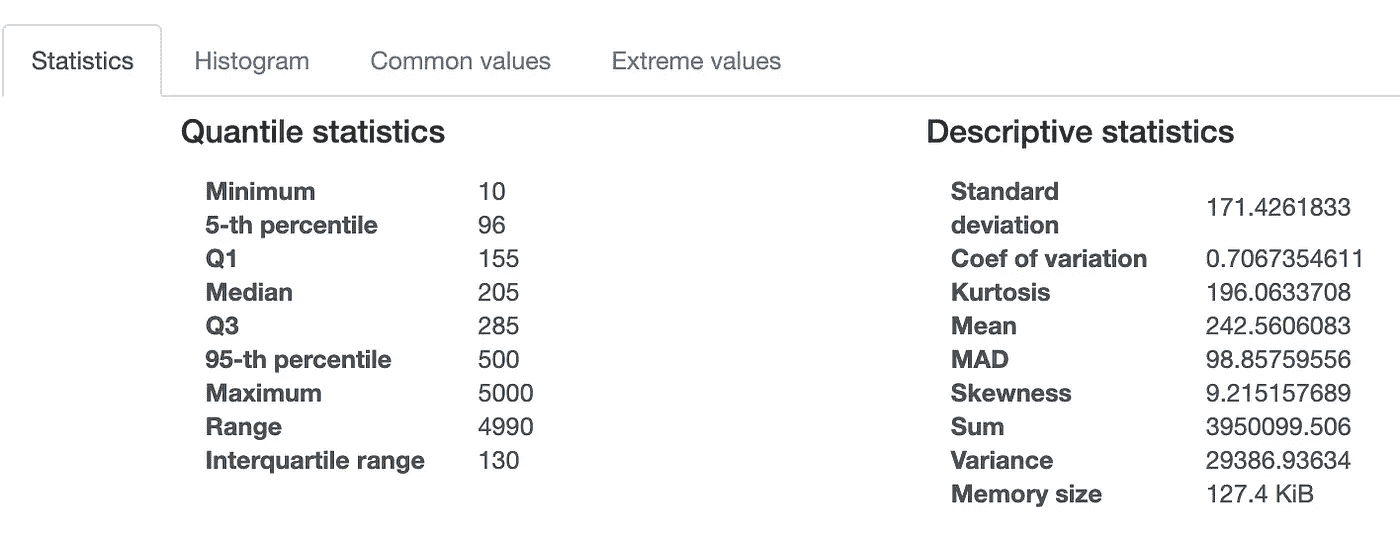 Statistics Histogram Common values Extreme values
Quantile statistics
Minimum 10
5-th percentile 96
Q1 155
Median 205
Q3 285
95-th percentile 500
Maximum 5000
Range 4990
Interquartile range 130
Descriptive statistics
Standard
deviation 171.4261833
Coef of variation 0.7067354611
Kurtosis 196.0633708
Mean 242.5606083
MAD 98.85759556
Skewness 9.215157689
Sum 3950099.506
Variance 29386.93634
Memory size 127.4 KiB